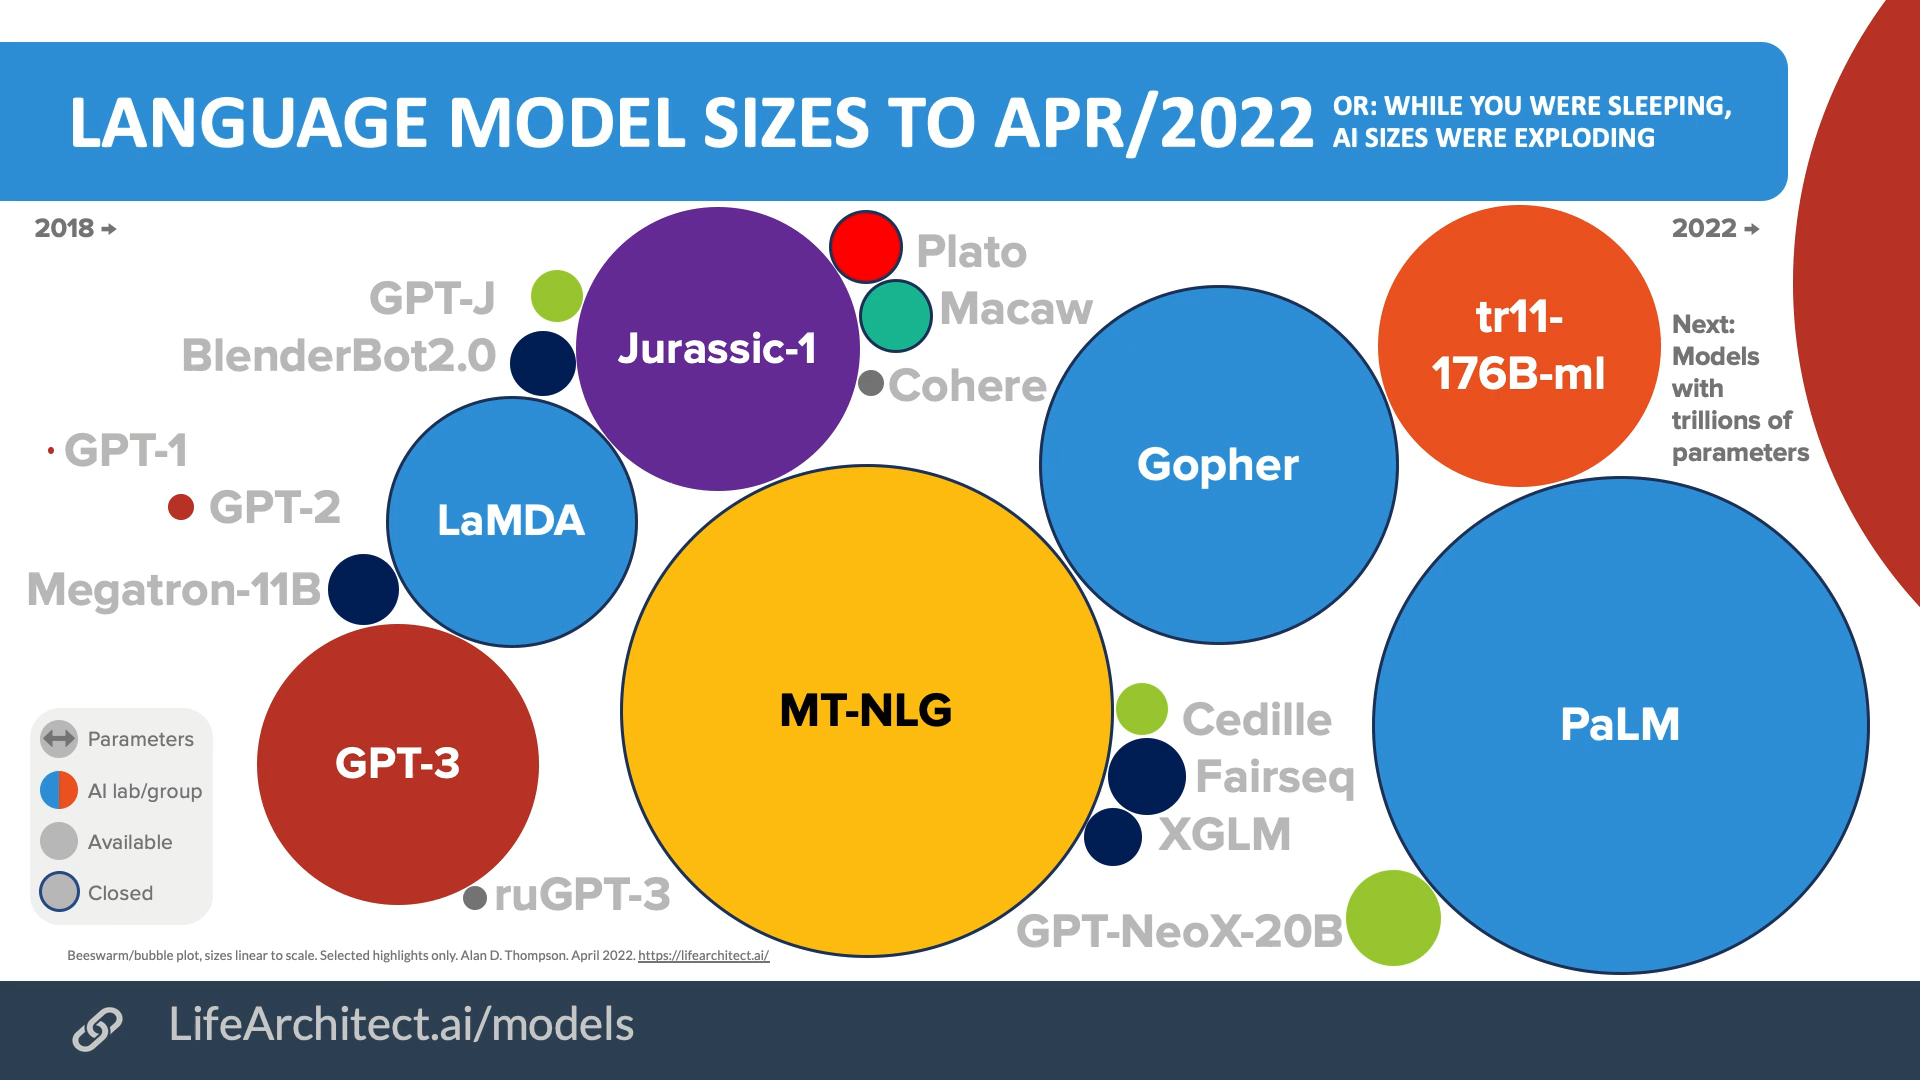 LANGUAGE MODEL SIZES TO APR/2022
OR: WHILE YOU WERE SLEEPING,
AI SIZES WERE EXPLODING
2018 →
2022 →
Plato
Macaw
Cohere
GPT-J
BlenderBot2.0
Jurassic-1
tr11-
176B-ml
Next:
Models
with
trillions of
parameters
GPT-1
GPT-2
LaMDA
Gopher
Megatron-11B
GPT-3
MT-NLG
PaLM
Cedille
Fairseq
XGLM
ruGPT-3
GPT-NeoX-20B
Parameters
AI lab/group
Available
Closed
Beeswarm/bubble plot, sizes linear to scale. Selected highlights only. Alan D. Thompson. April 2022. https://lifearchitect.ai/
LifeArchitect.ai/models